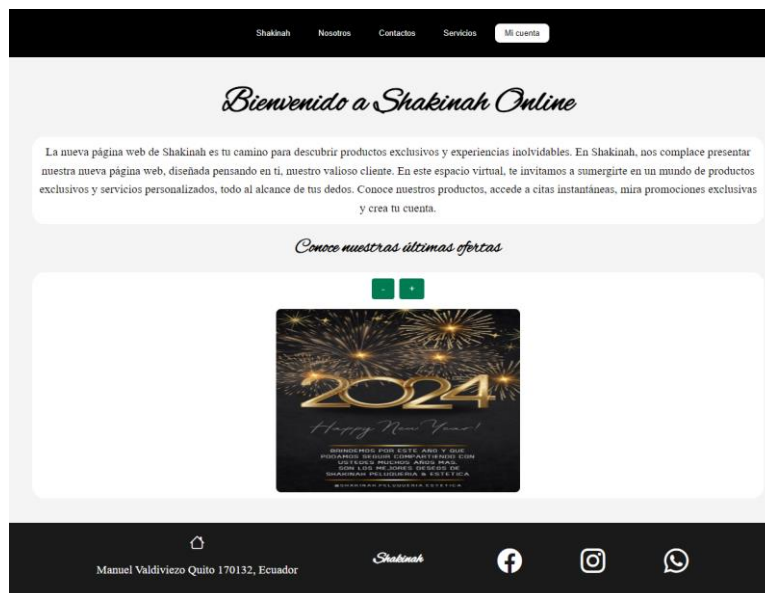 Shakinah Nosotros Contactos Servicios Mi cuenta
Bienvenido a Shakinah Online
La nueva página web de Shakinah es tu camino para descubrir productos exclusivos y experiencias inolvidables. En Shakinah, nos complace presentar
nuestra nueva página web, diseñada pensando en ti, nuestro valioso cliente. En este espacio virtual, te invitamos a sumergirte en un mundo de productos
exclusivos y servicios personalizados, todo al alcance de tus dedos. Conoce nuestros productos, accede a citas instantáneas, mira promociones exclusivas
y crea tu cuenta.
Conoce nuestras últimas ofertas
- +
2024
Happy New Year!
BRINDEMOS POR ESTE AÑO Y QUE
PODAMOS SEGUIR COMPARTIENDO CON
USTEDES MUCHOS AÑOS MAS.
SON LOS MEJORES DESEOS DE
SHAKINAH PELUQUERIA & ESTETICA
@SHAKINAH PELUQUERIA ESTETICA
Manuel Valdiviezo Quito 170132, Ecuador
Shakinah